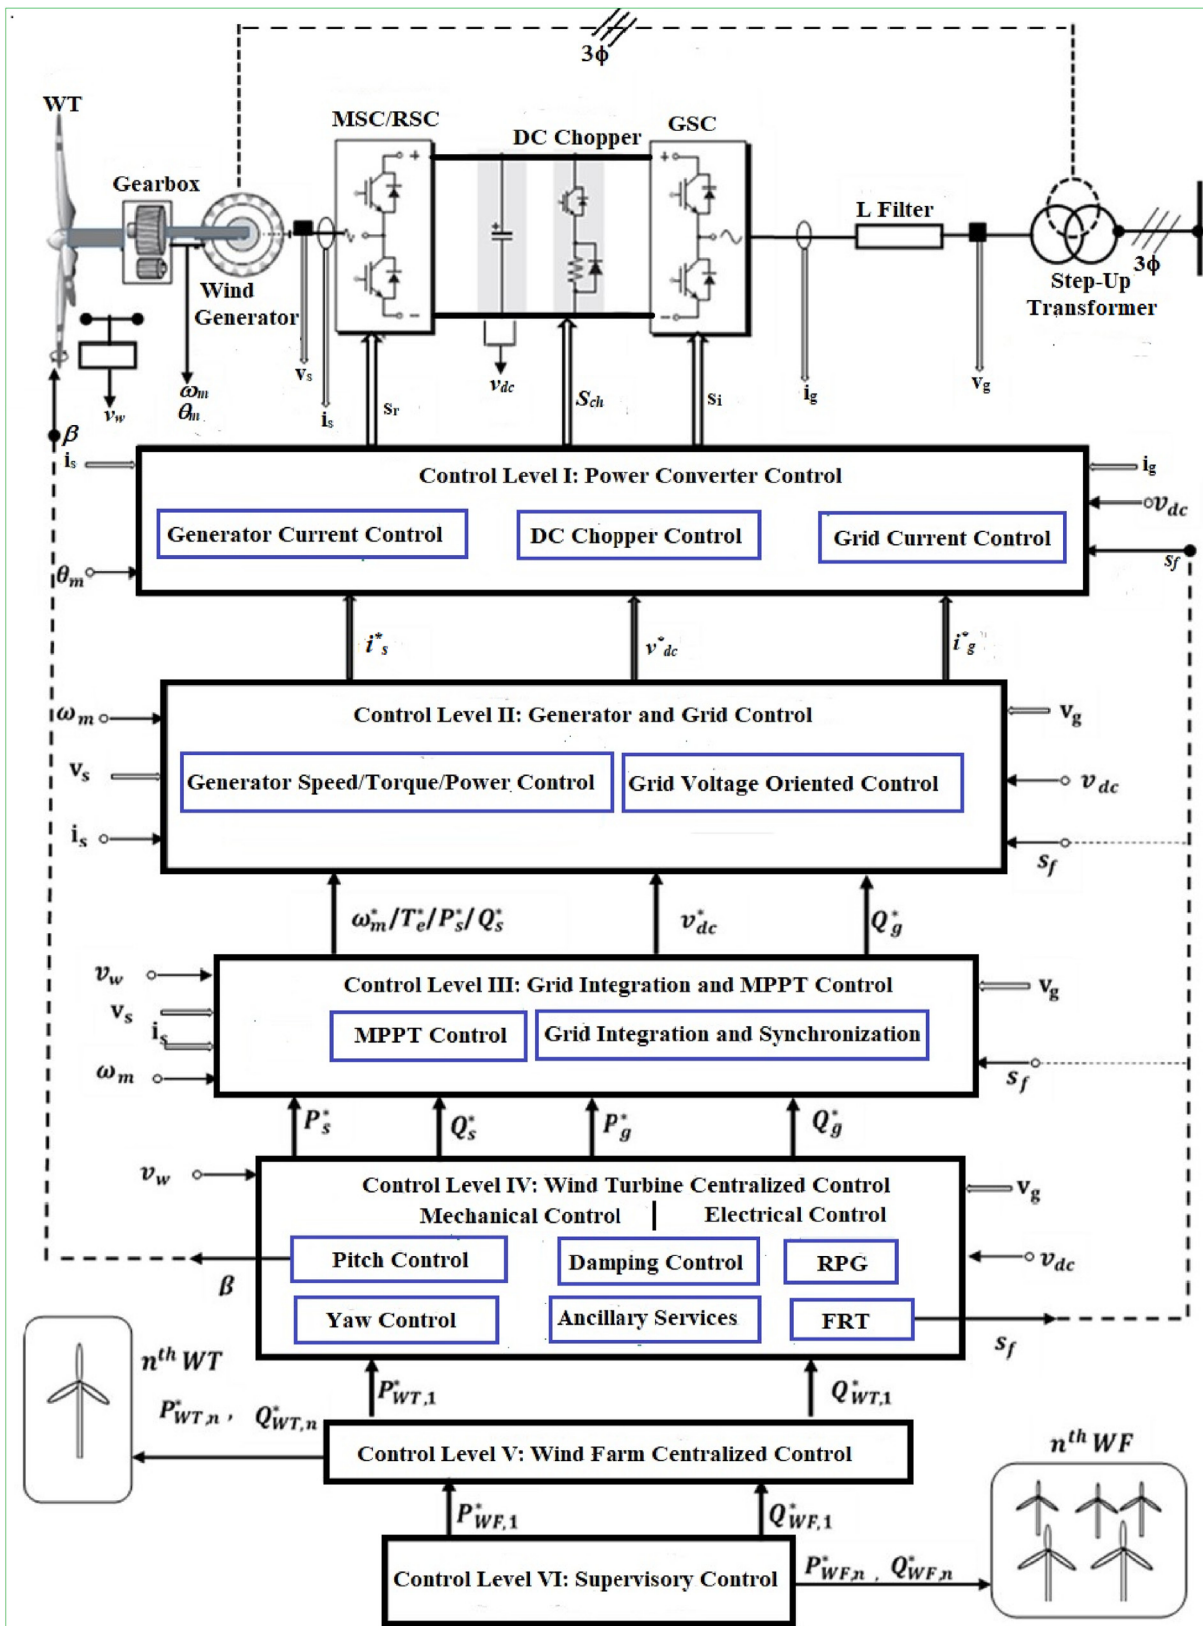 3ϕ
WT
MSC/RSC
DC Chopper
GSC
Gearbox
L Filter
Wind
Generator
Step-Up
Transformer
3ϕ
+
+
+
−
−
v_w
ω_m
θ_m
v_s
i_s
s_r
v_dc
S_ch
s_i
i_g
v_g
β
i_s
Control Level I: Power Converter Control
i_g
v_dc
Generator Current Control
DC Chopper Control
Grid Current Control
θ_m
s_f
i*_s
v*_dc
i*_g
ω_m
Control Level II: Generator and Grid Control
v_g
v_s
Generator Speed/Torque/Power Control
Grid Voltage Oriented Control
v_dc
i_s
s_f
ω*_m/T*_e/P*_s/Q*_s
v*_dc
Q*_g
v_w
Control Level III: Grid Integration and MPPT Control
v_g
v_s
i_s
MPPT Control
Grid Integration and Synchronization
ω_m
s_f
P*_s
Q*_s
P*_g
Q*_g
v_w
Control Level IV: Wind Turbine Centralized Control
v_g
Mechanical Control
Electrical Control
Pitch Control
Damping Control
RPG
v_dc
β
Yaw Control
Ancillary Services
FRT
s_f
n^th WT
P*_WT,1
Q*_WT,1
P*_WT,n , Q*_WT,n
Control Level V: Wind Farm Centralized Control
n^th WF
P*_WF,1
Q*_WF,1
Control Level VI: Supervisory Control
P*_WF,n , Q*_WF,n